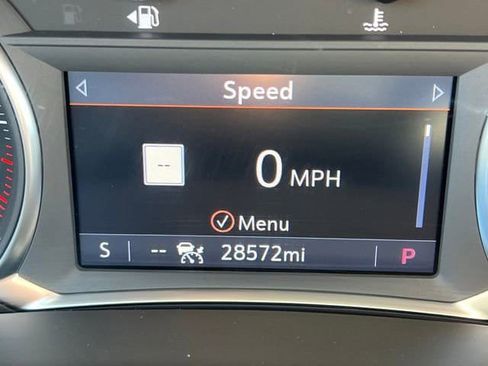 Speed
--
0 MPH
Menu
S -- 28572mi P